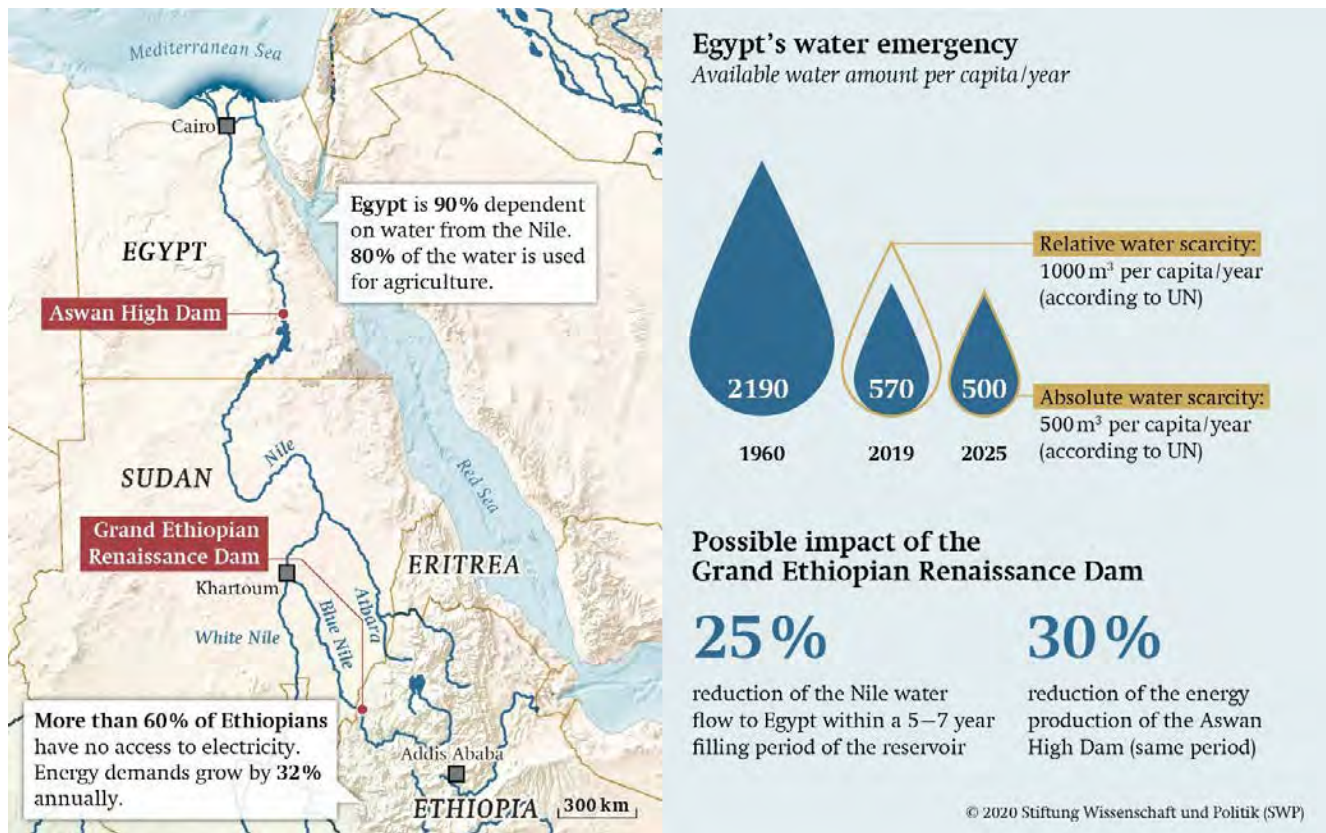 Mediterranean Sea
Cairo
Egypt is 90% dependent
on water from the Nile.
80% of the water is used
for agriculture.
EGYPT
Aswan High Dam
Nile
SUDAN
Red Sea
Grand Ethiopian
Renaissance Dam
ERITREA
Khartoum
Atbara
Blue Nile
White Nile
More than 60% of Ethiopians
have no access to electricity.
Energy demands grow by 32%
annually.
Addis Ababa
ETHIOPIA
300 km
Egypt's water emergency
Available water amount per capita/year
Relative water scarcity:
1000 m³ per capita/year
(according to UN)
2190
570
500
Absolute water scarcity:
500 m³ per capita/year
(according to UN)
1960
2019
2025
Possible impact of the
Grand Ethiopian Renaissance Dam
25%
reduction of the Nile water
flow to Egypt within a 5–7 year
filling period of the reservoir
30%
reduction of the energy
production of the Aswan
High Dam (same period)
© 2020 Stiftung Wissenschaft und Politik (SWP)